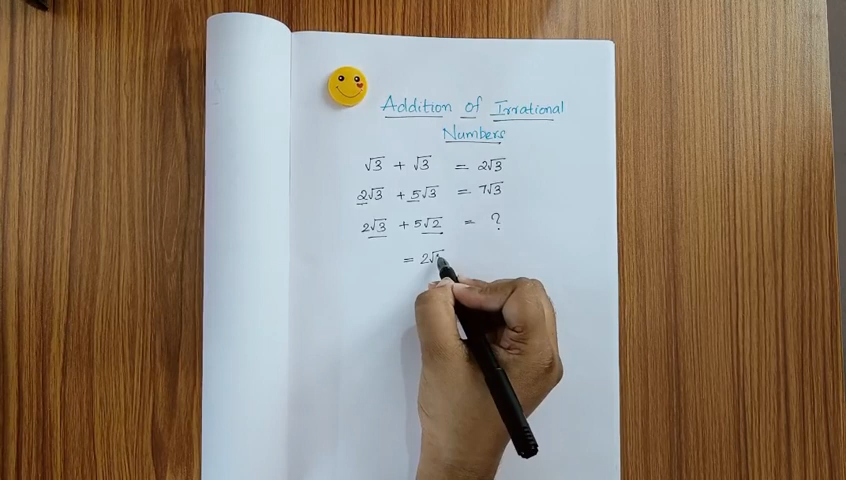 Addition of Irrational
Numbers
√3 + √3 = 2√3
2√3 + 5√3 = 7√3
2√3 + 5√2 = ?
= 2√